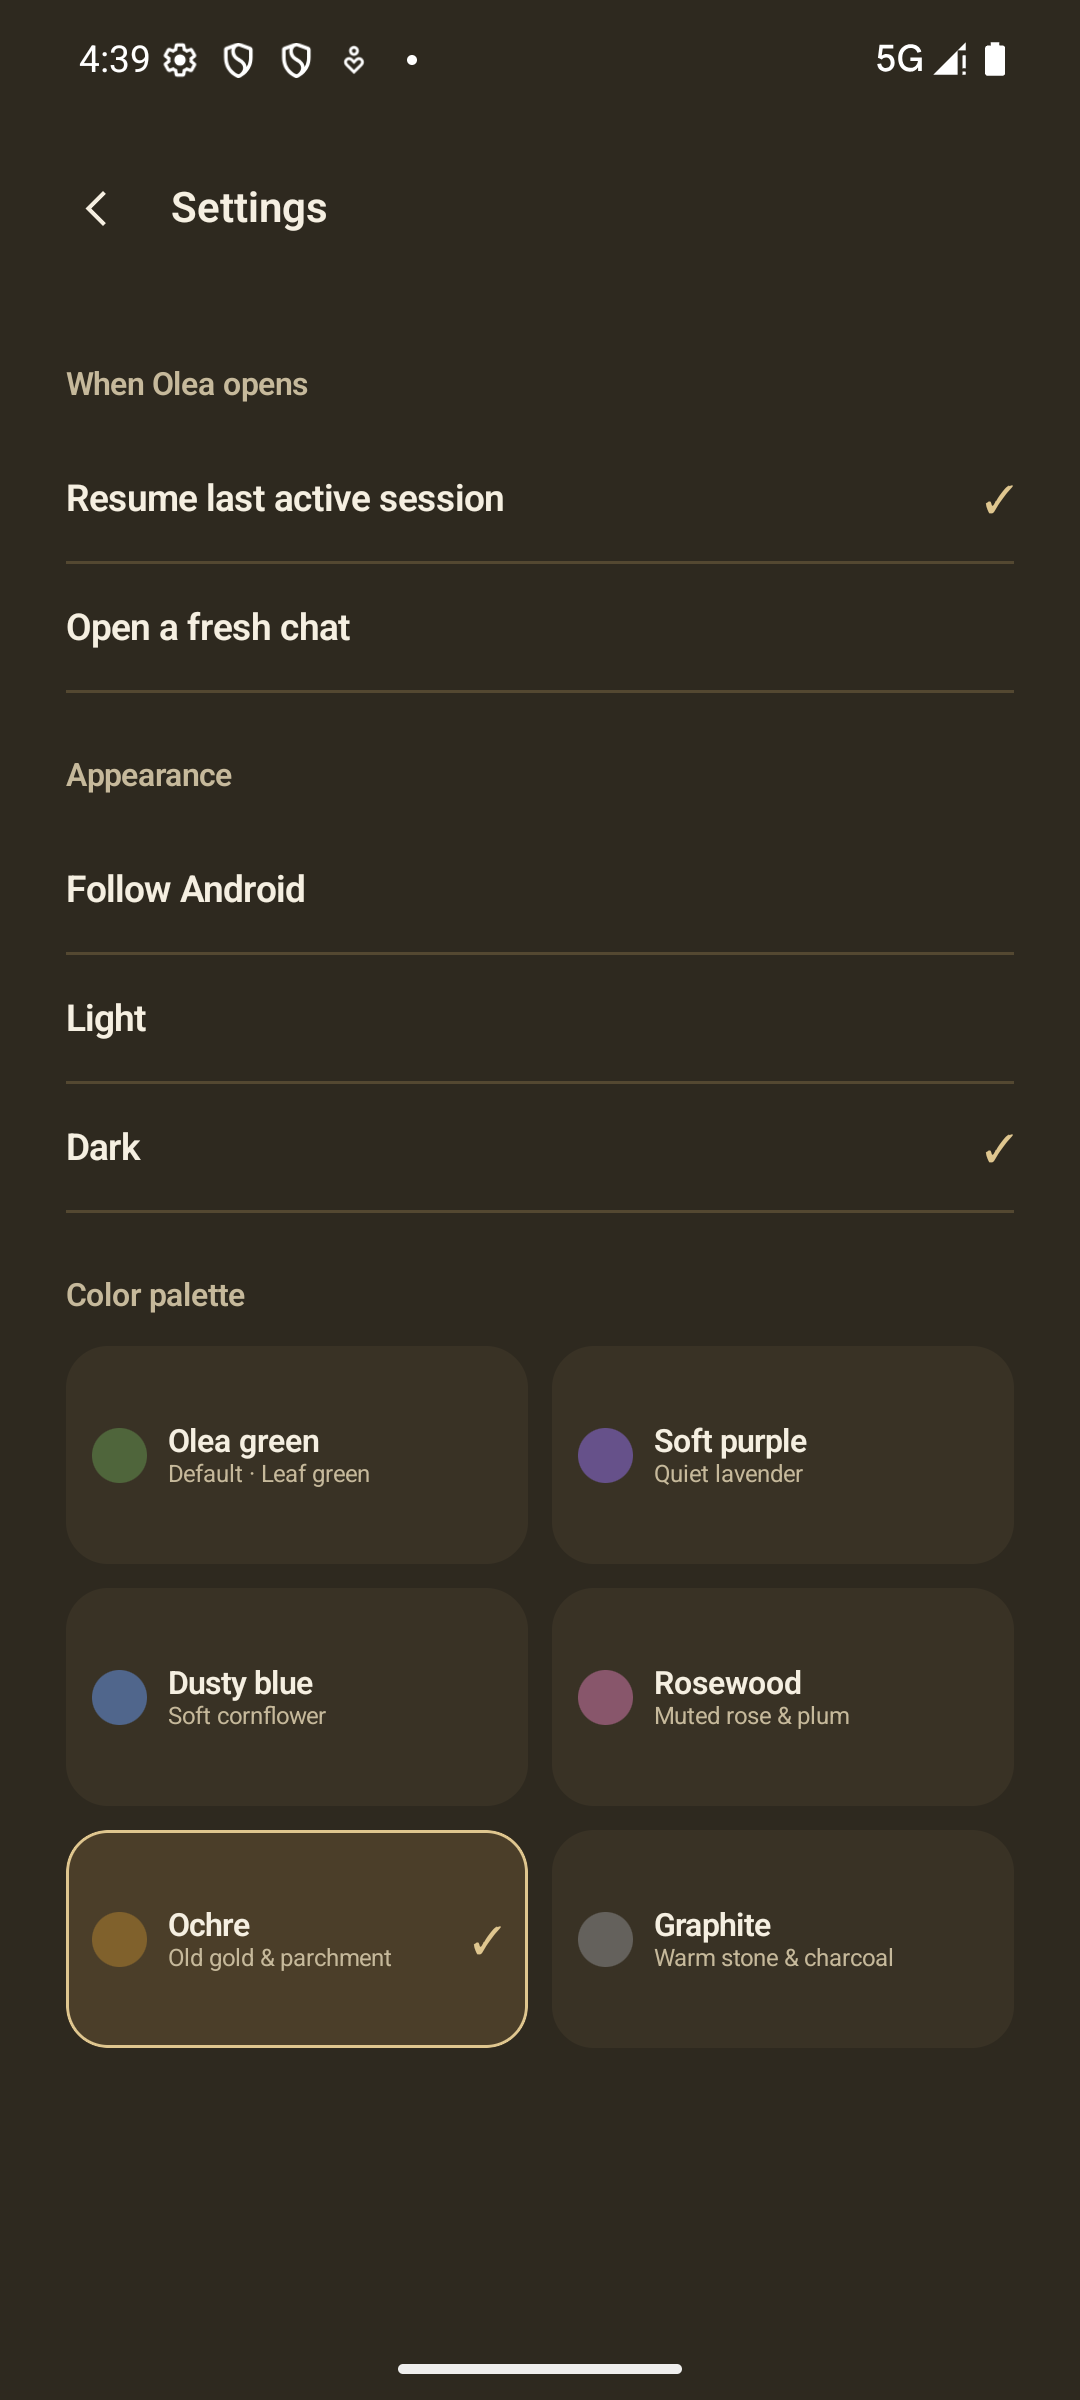 4:39
5G
Settings
When Olea opens
Resume last active session
Open a fresh chat
Appearance
Follow Android
Light
Dark
Color palette
Olea green
Default · Leaf green
Soft purple
Quiet lavender
Dusty blue
Soft cornflower
Rosewood
Muted rose & plum
Ochre
Old gold & parchment
Graphite
Warm stone & charcoal